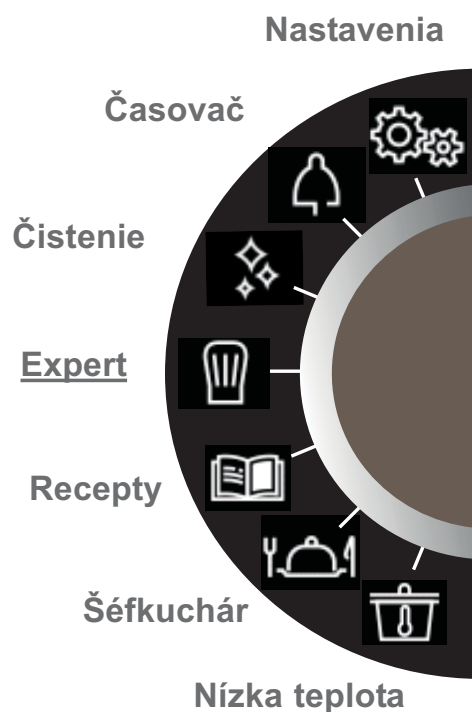 Nastavenia
Časovač
Čistenie
Expert
Recepty
Šéfkuchár
Nízka teplota